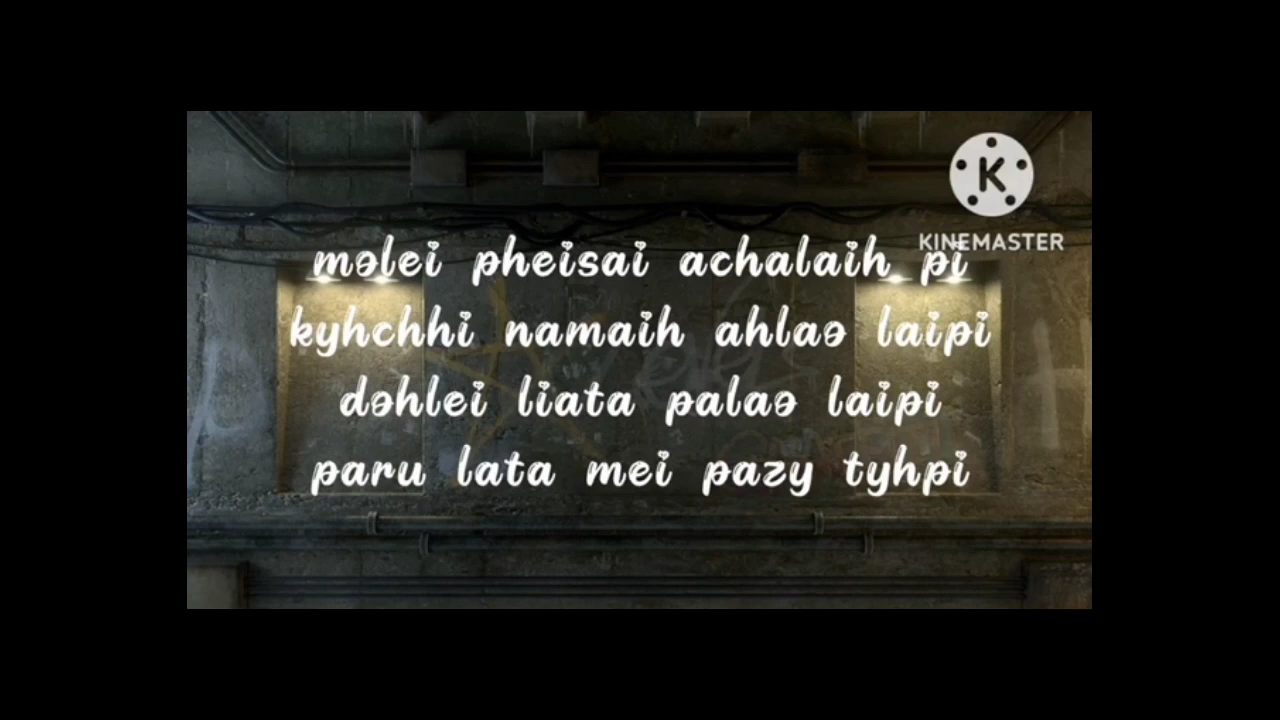 K
KINEMASTER
məlei pheisai achalaih pi
kyhchhi namaih ahlaə laipi
dəhlei liata palaə laipi
paru lata mei pazy tyhpi